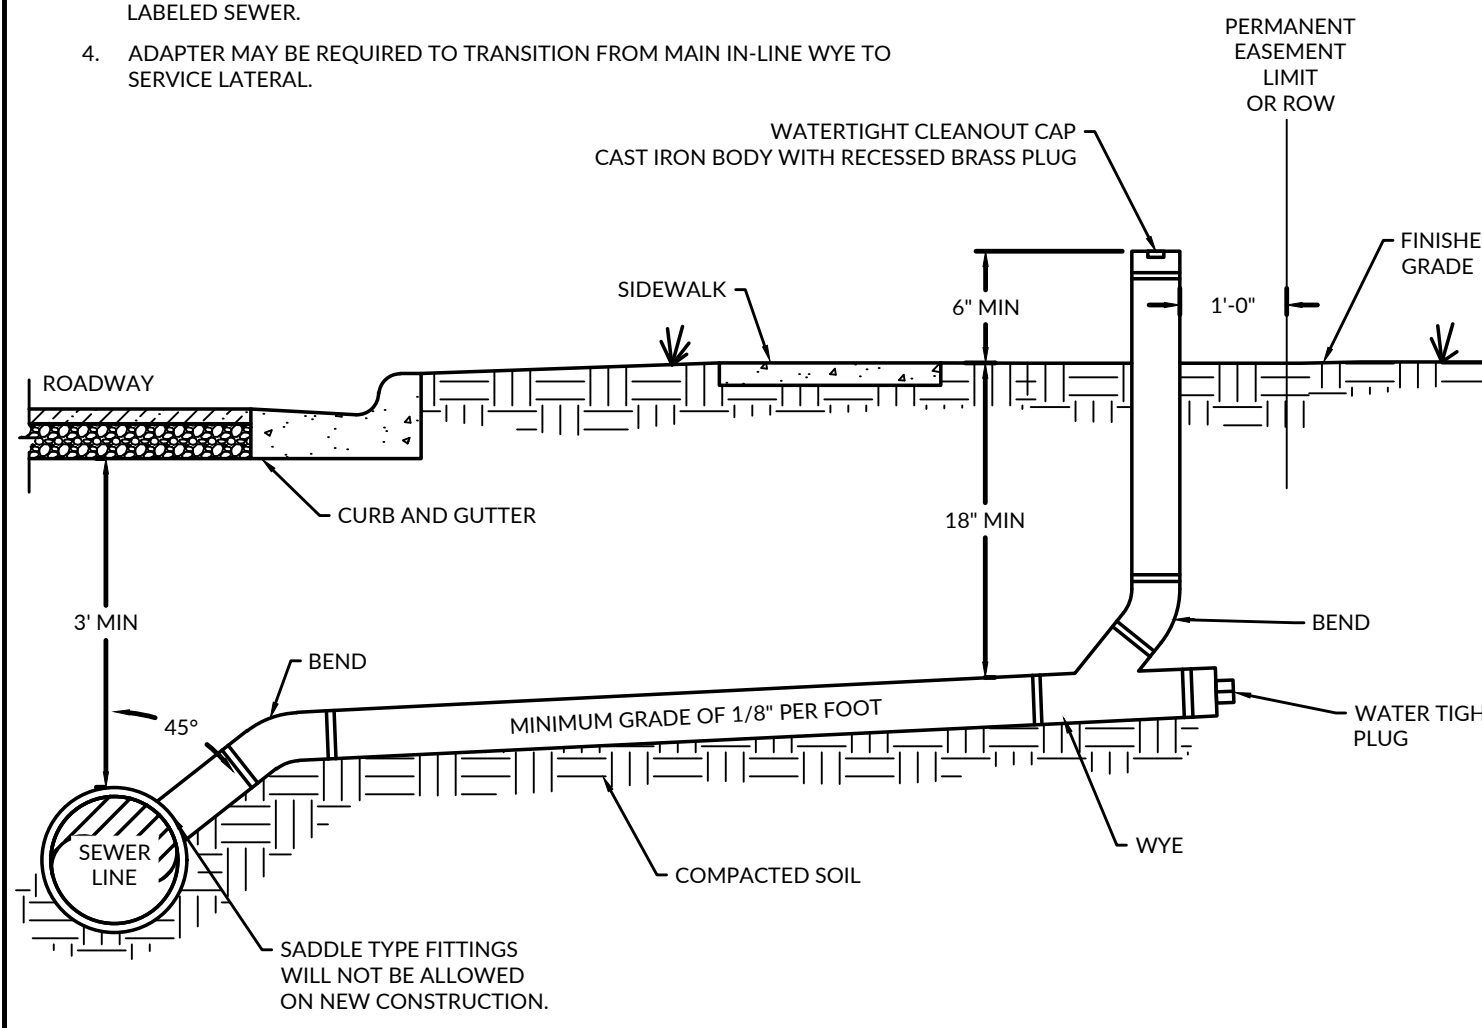 LABELED SEWER.
4. ADAPTER MAY BE REQUIRED TO TRANSITION FROM MAIN IN-LINE WYE TO
SERVICE LATERAL.
PERMANENT
EASEMENT
LIMIT
OR ROW
WATERTIGHT CLEANOUT CAP
CAST IRON BODY WITH RECESSED BRASS PLUG
FINISHE
GRADE
SIDEWALK
6" MIN
1'-0"
ROADWAY
CURB AND GUTTER
18" MIN
3' MIN
BEND
BEND
45°
MINIMUM GRADE OF 1/8" PER FOOT
WATER TIGH
PLUG
SEWER
LINE
WYE
COMPACTED SOIL
SADDLE TYPE FITTINGS
WILL NOT BE ALLOWED
ON NEW CONSTRUCTION.